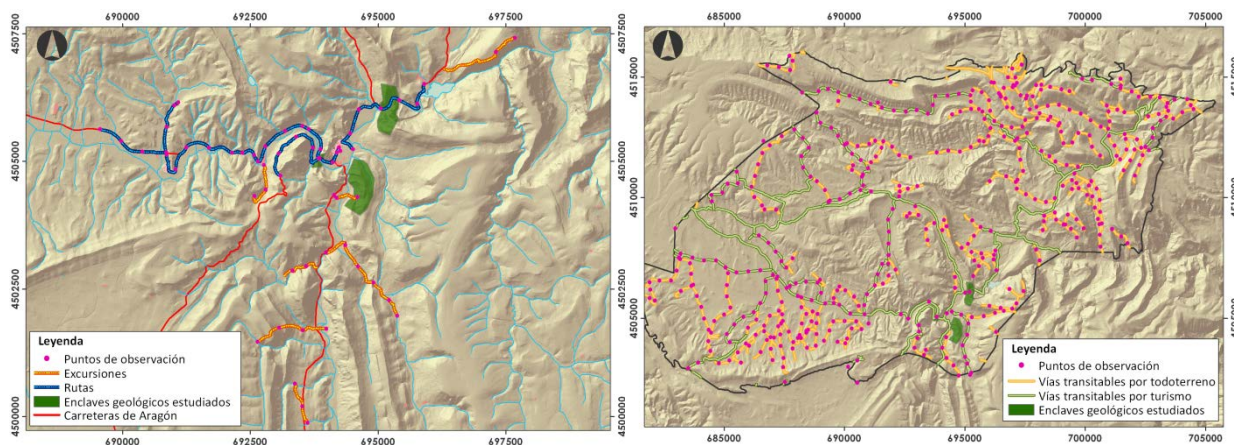 690000 692500 695000 697500
4507500 4505000 4502500 4500000
4507500 4505000 4502500 4500000
Leyenda
Puntos de observación
Excursiones
Rutas
Enclaves geológicos estudiados
Carreteras de Aragón
690000 692500 695000 697500
685000 690000 695000 700000 705000
4515000 4510000 4505000
4515000 4510000 4505000
Leyenda
Puntos de observación
Vías transitables por todoterreno
Vías transitables por turismo
Enclaves geológicos estudiados
685000 690000 695000 700000 705000